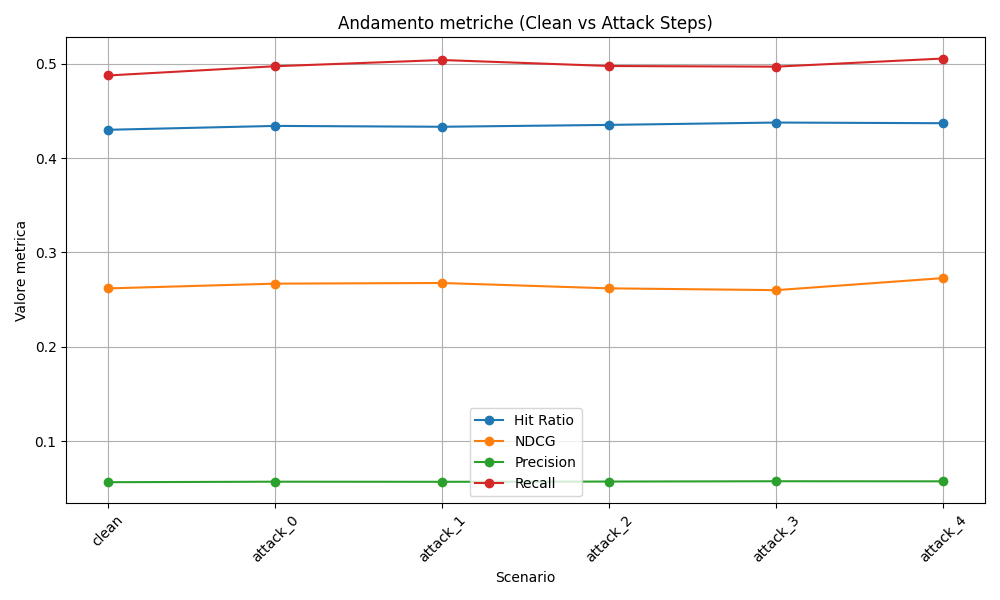 Andamento metriche (Clean vs Attack Steps)
Valore metrica
0.5
0.4
0.3
0.2
0.1
Hit Ratio
NDCG
Precision
Recall
clean
attack_0
attack_1
attack_2
attack_3
attack_4
Scenario